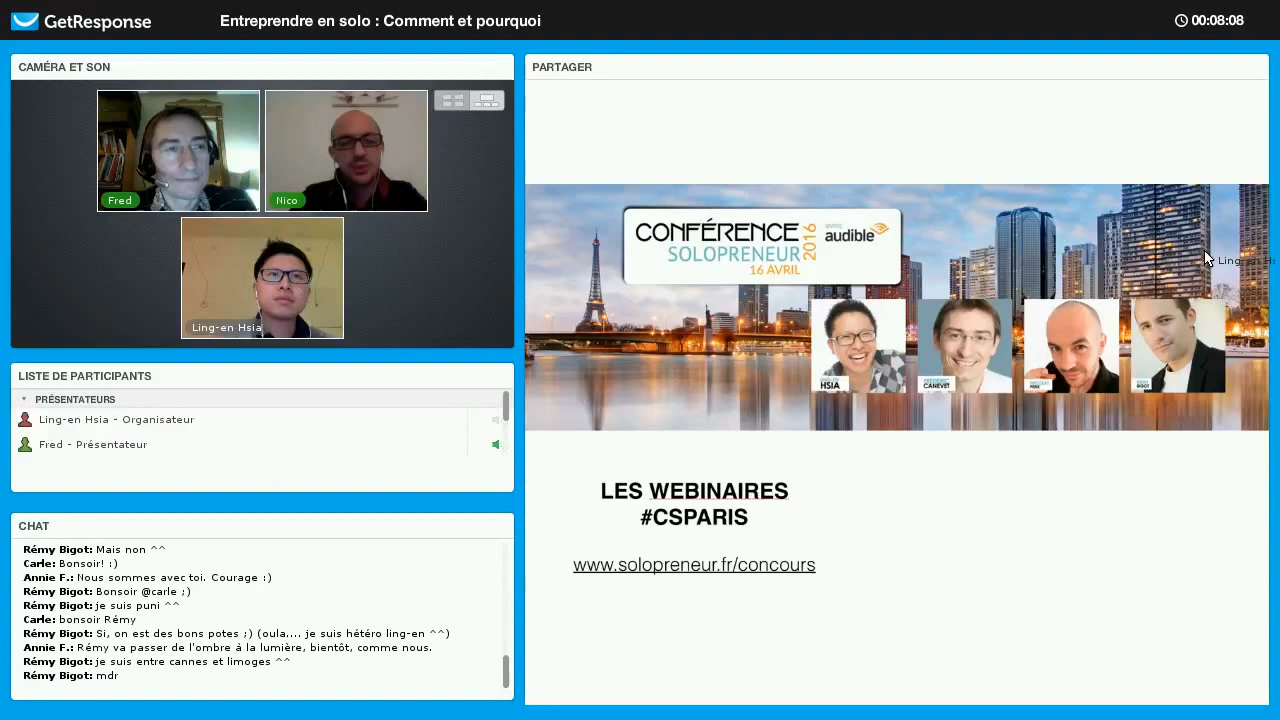 GetResponse
Entreprendre en solo : Comment et pourquoi
00:08:08
CAMÉRA ET SON
Fred
Nico
Ling-en Hsia
LISTE DE PARTICIPANTS
PRÉSENTATEURS
Ling-en Hsia - Organisateur
Fred - Présentateur
CHAT
Rémy Bigot: Mais non ^^
Carle: Bonsoir! :)
Annie F.: Nous sommes avec toi. Courage :)
Rémy Bigot: Bonsoir @carle ;)
Rémy Bigot: je suis puni ^^
Carle: bonsoir Rémy
Rémy Bigot: Si, on est des bons potes ;) (oula.... je suis hétéro ling-en ^^)
Annie F.: Rémy va passer de l'ombre à la lumière, bientôt, comme nous.
Rémy Bigot: je suis entre cannes et limoges ^^
Rémy Bigot: mdr
PARTAGER
CONFÉRENCE
SOLOPRENEUR
16 AVRIL
2016
audible
Ling-en Hs
HSIA
CANEVET
BIGOT
LES WEBINAIRES
#CSPARIS
www.solopreneur.fr/concours